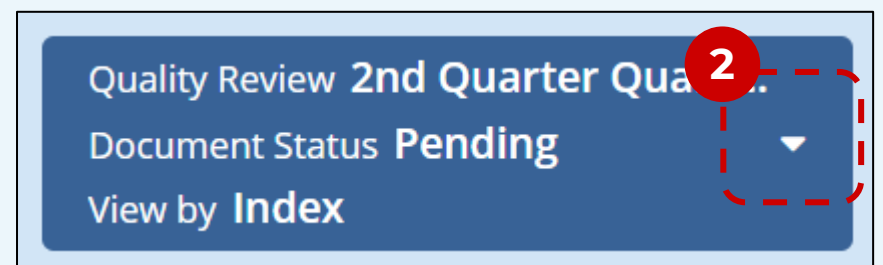 Quality Review 2nd Quarter Qua...
2
Document Status Pending
View by Index